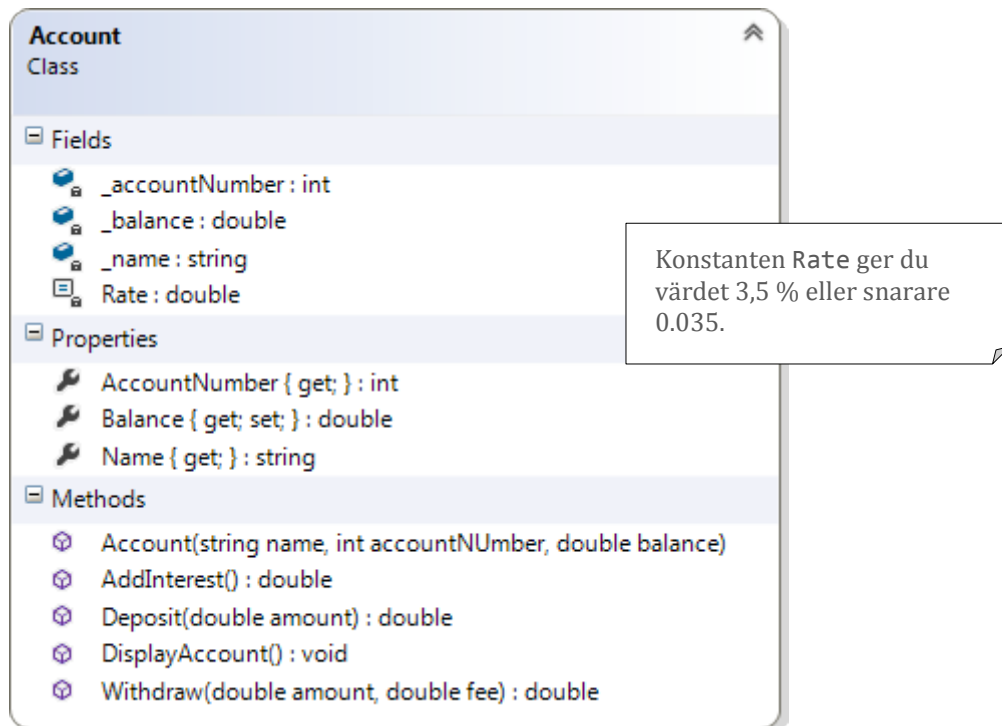 Account
Class
Fields
_accountNumber : int
_balance : double
_name : string
Rate : double
Konstanten Rate ger du
värdet 3,5 % eller snarare
0.035.
Properties
AccountNumber { get; } : int
Balance { get; set; } : double
Name { get; } : string
Methods
Account(string name, int accountNUmber, double balance)
AddInterest() : double
Deposit(double amount) : double
DisplayAccount() : void
Withdraw(double amount, double fee) : double